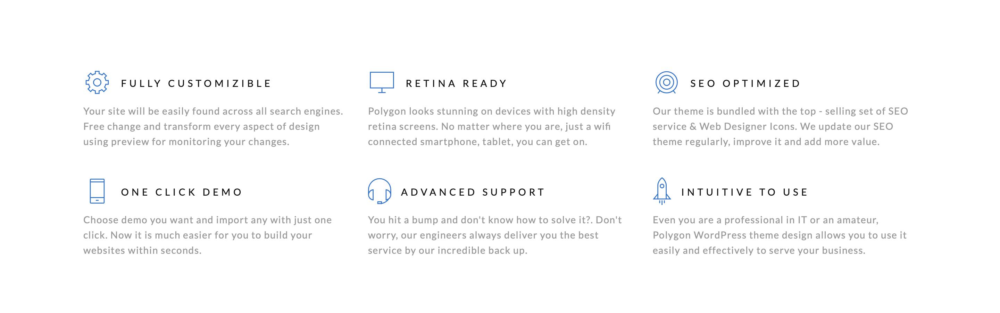 FULLY CUSTOMIZIBLE
Your site will be easily found across all search engines.
Free change and transform every aspect of design
using preview for monitoring your changes.
RETINA READY
Polygon looks stunning on devices with high density
retina screens. No matter where you are, just a wifi
connected smartphone, tablet, you can get on.
SEO OPTIMIZED
Our theme is bundled with the top - selling set of SEO
service & Web Designer Icons. We update our SEO
theme regularly, improve it and add more value.
ONE CLICK DEMO
Choose demo you want and import any with just one
click. Now it is much easier for you to build your
websites within seconds.
ADVANCED SUPPORT
You hit a bump and don't know how to solve it?. Don't
worry, our engineers always deliver you the best
service by our incredible back up.
INTUITIVE TO USE
Even you are a professional in IT or an amateur,
Polygon WordPress theme design allows you to use it
easily and effectively to serve your business.